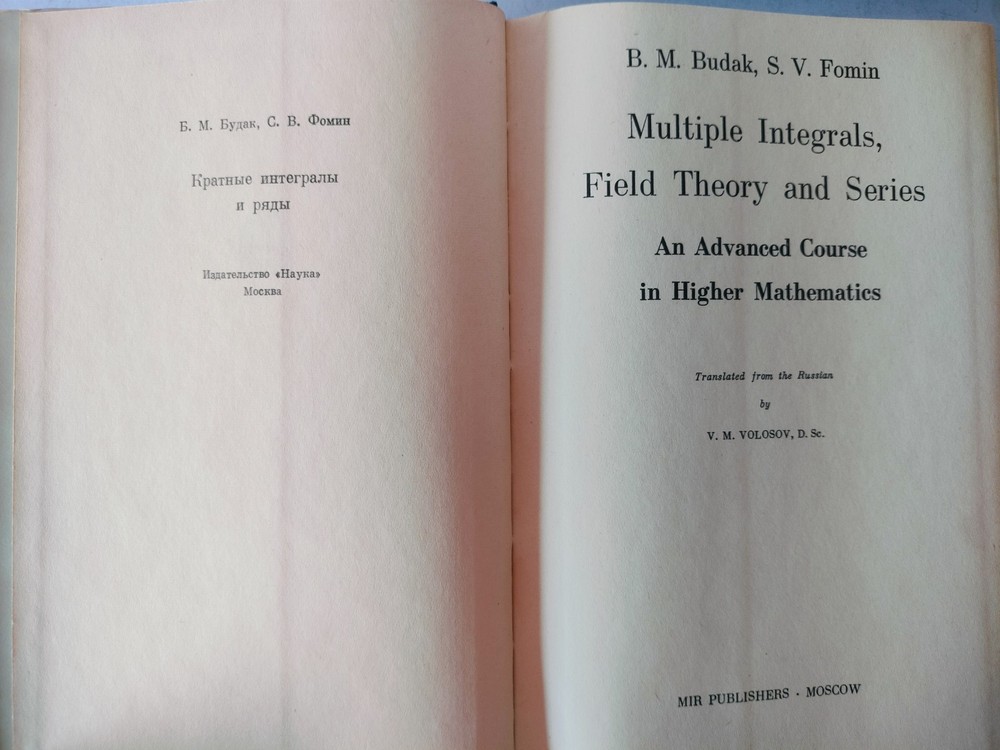 Б. М. Будак, С. В. Фомин
Кратные интегралы
и ряды
Издательство «Наука»
Москва
B. M. Budak, S. V. Fomin
Multiple Integrals,
Field Theory and Series
An Advanced Course
in Higher Mathematics
Translated from the Russian
by
V. M. VOLOSOV, D. Sc.
MIR PUBLISHERS · MOSCOW